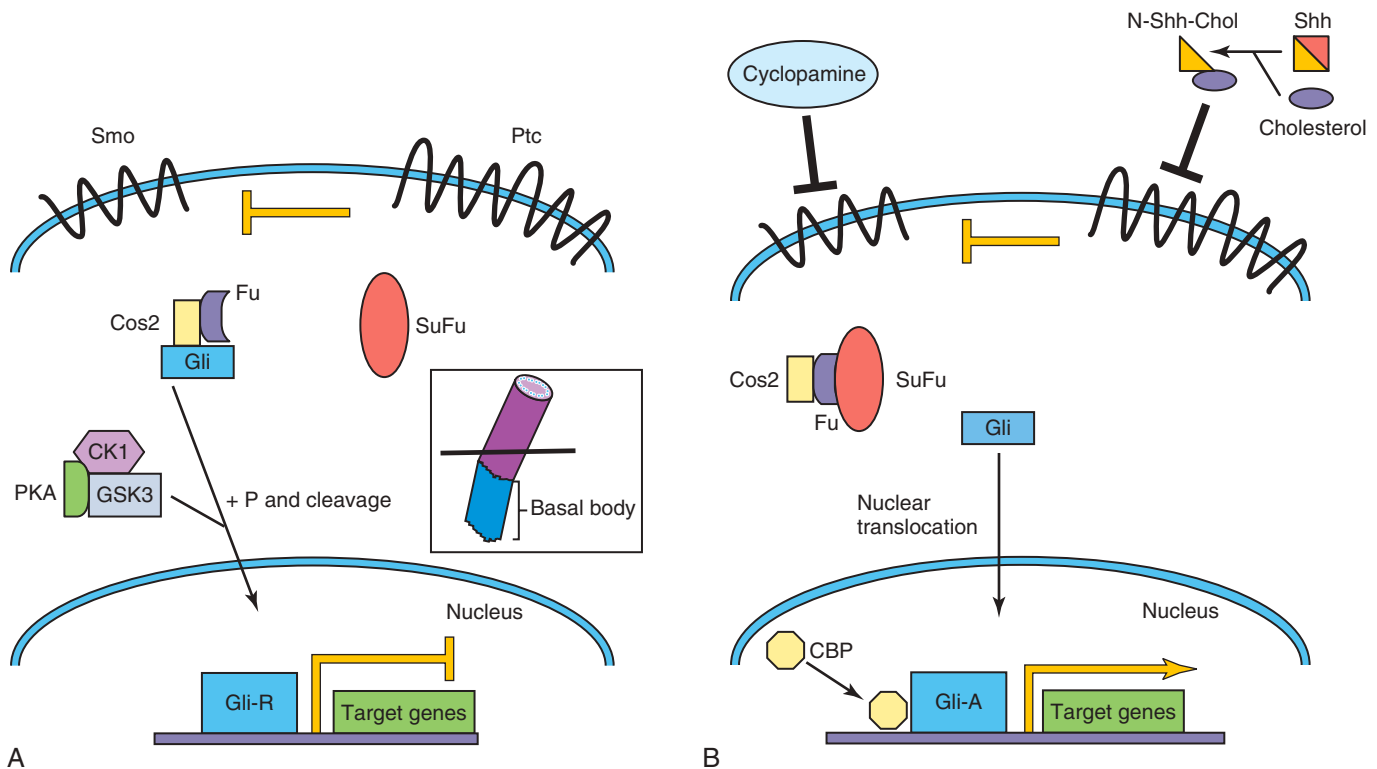 Smo
Ptc
Fu
Cos2
SuFu
Gli
CK1
PKA
GSK3
+ P and cleavage
Basal body
Nucleus
Gli-R
Target genes
A
N-Shh-Chol
Shh
Cyclopamine
Cholesterol
Cos2
SuFu
Fu
Gli
Nuclear
translocation
Nucleus
CBP
Gli-A
Target genes
B